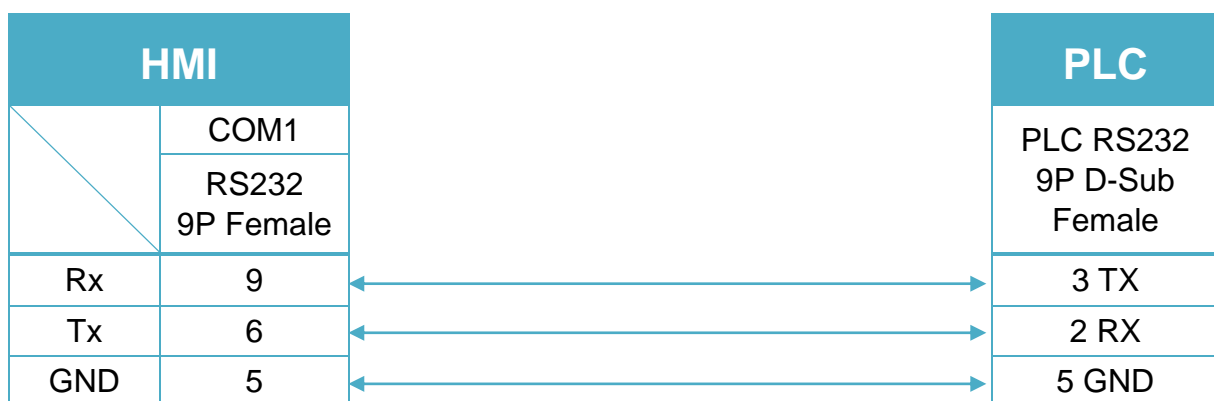 HMI
PLC
COM1
RS232
9P Female
PLC RS232
9P D-Sub
Female
Rx 9 3 TX
Tx 6 2 RX
GND 5 5 GND